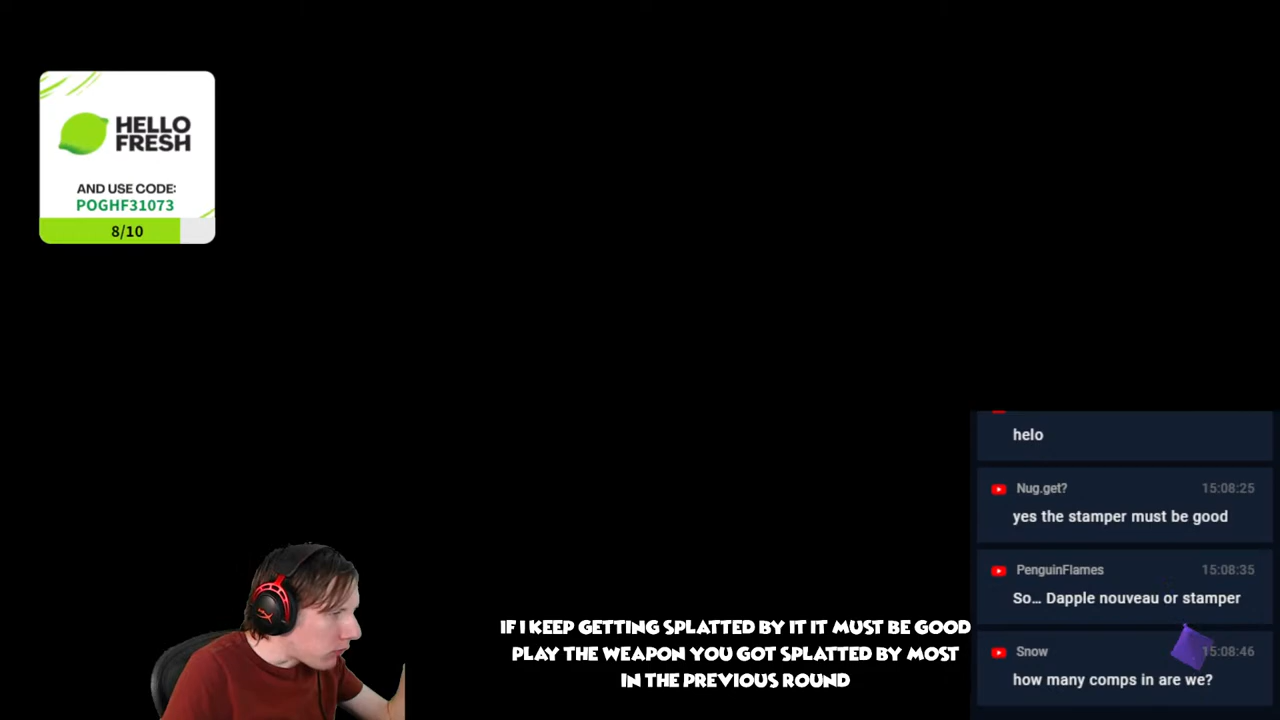 HELLO
FRESH
AND USE CODE:
POGHF31073
8/10
helo
Nug.get? 15:08:25
yes the stamper must be good
PenguinFlames 15:08:35
So... Dapple nouveau or stamper
Snow 15:08:46
how many comps in are we?
IF I KEEP GETTING SPLATTED BY IT IT MUST BE GOOD
PLAY THE WEAPON YOU GOT SPLATTED BY MOST
IN THE PREVIOUS ROUND